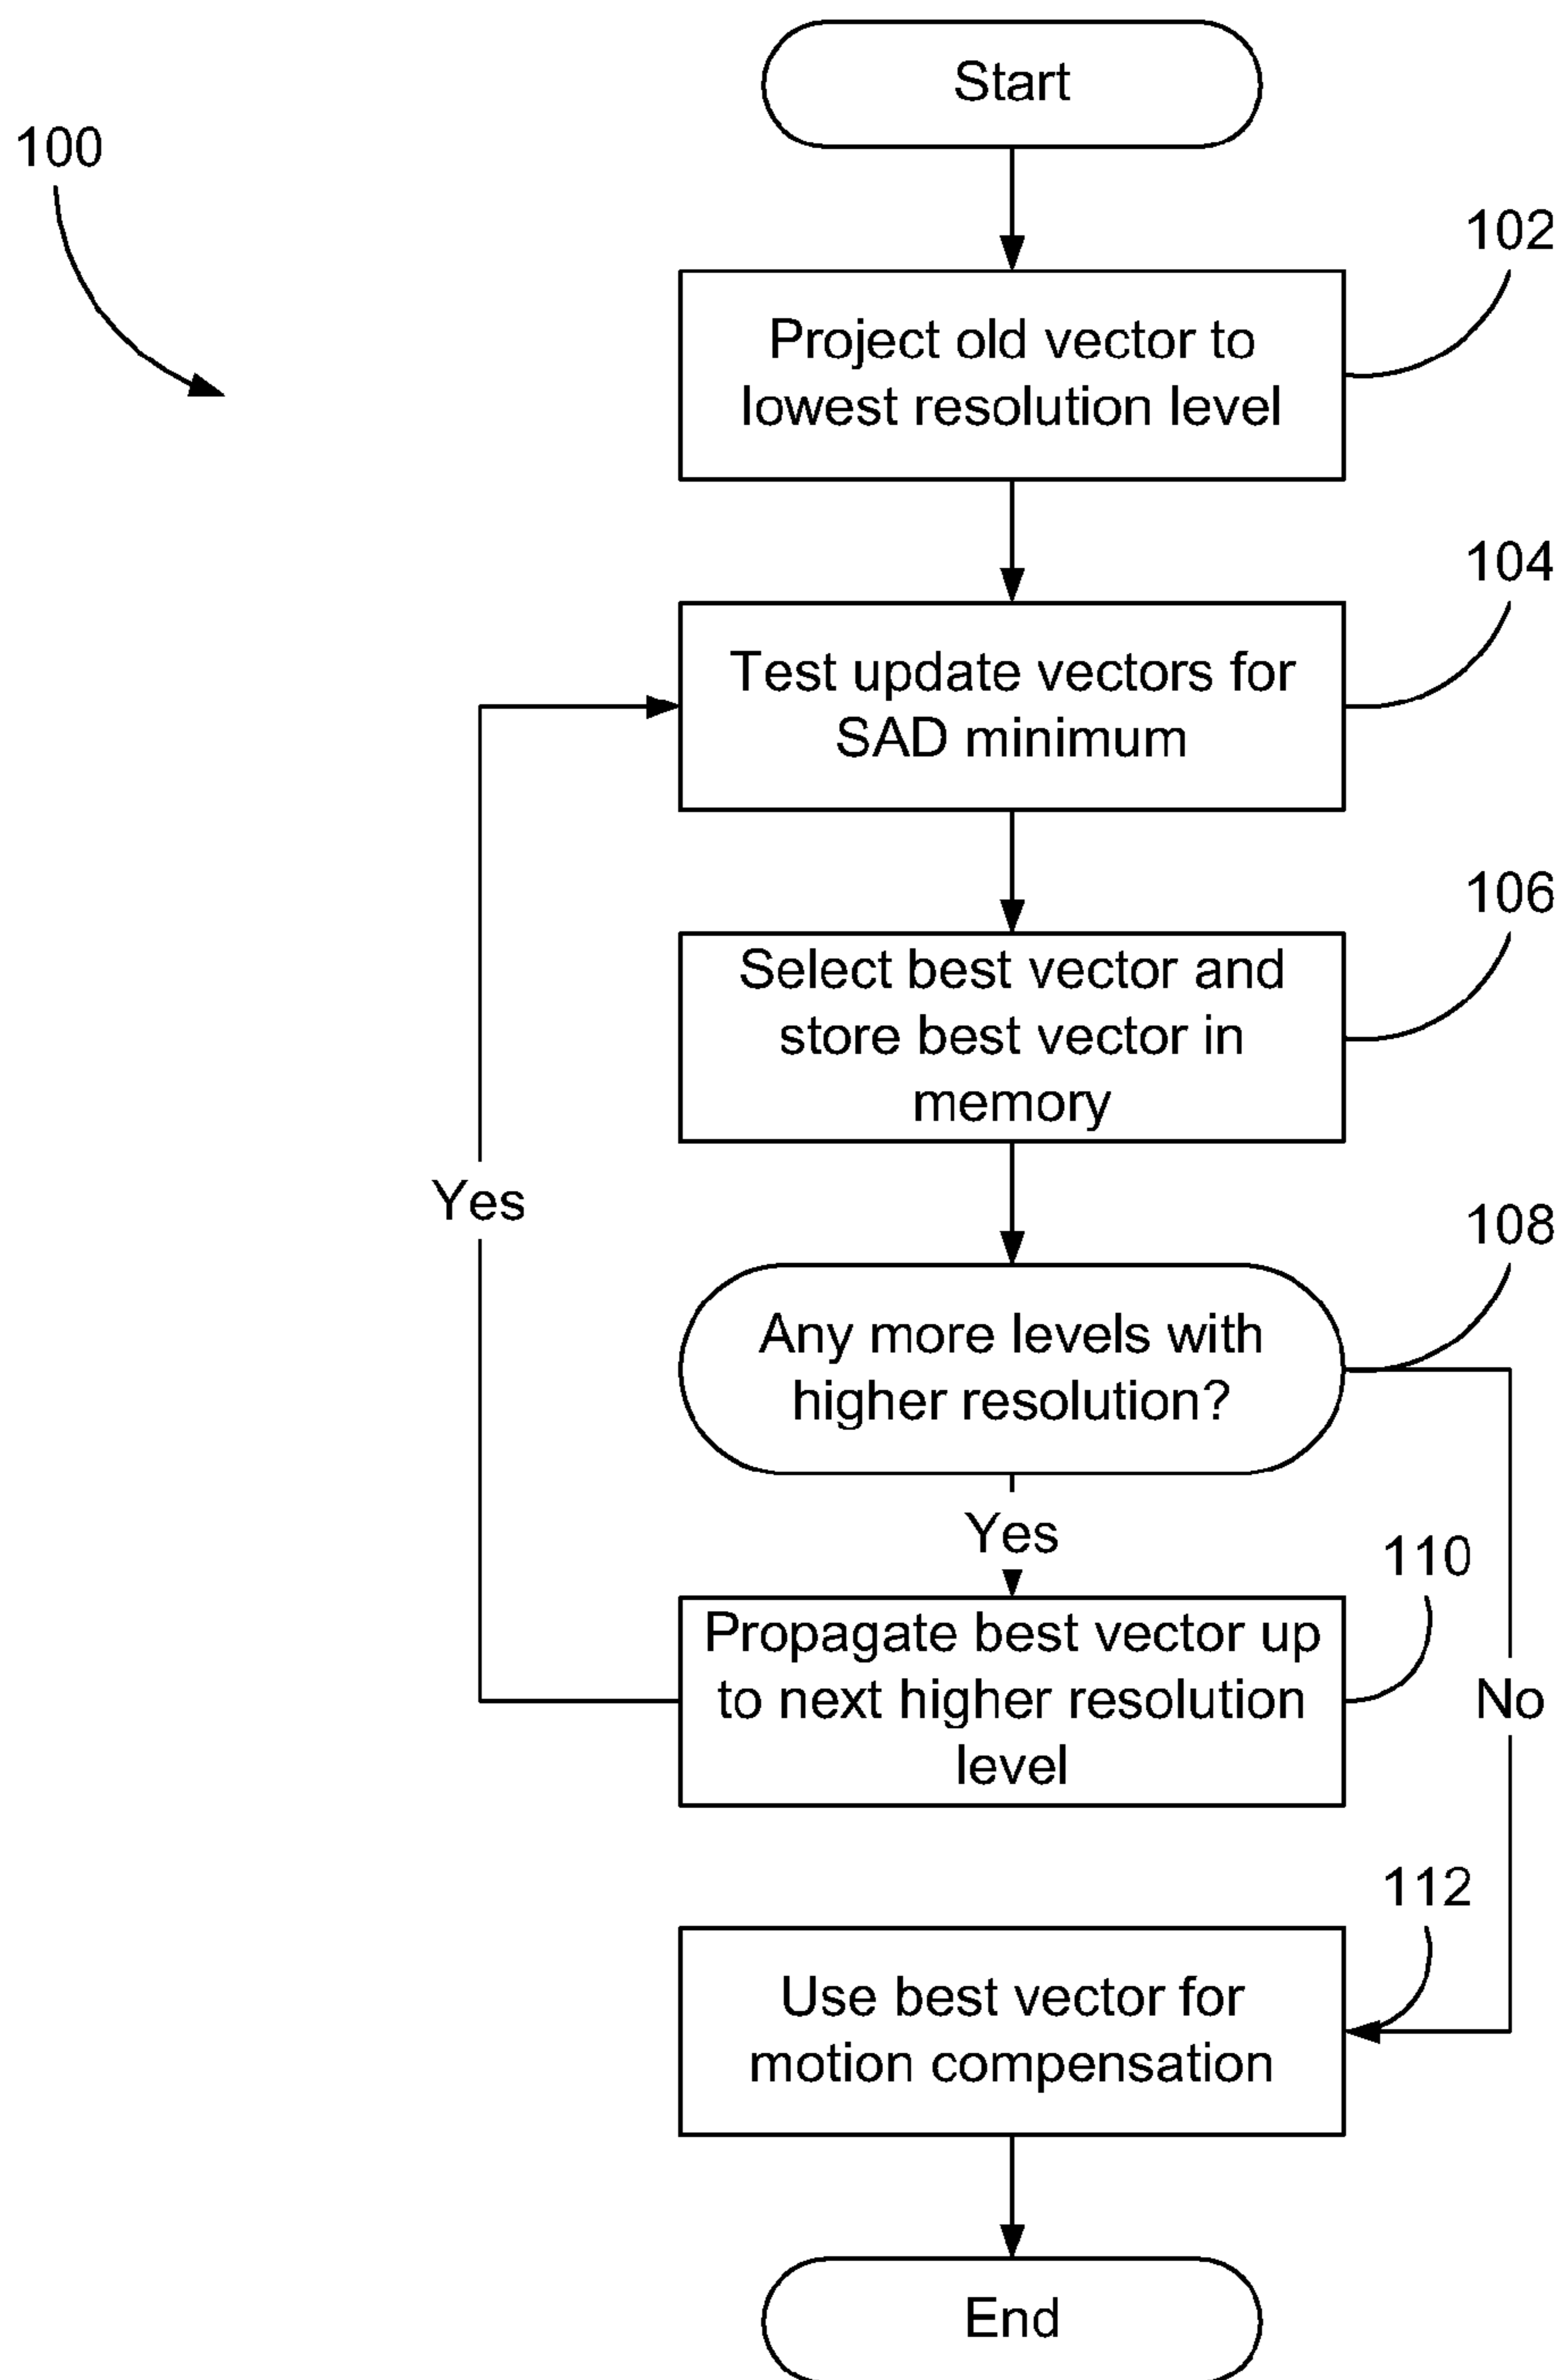 Start
100
102
Project old vector to
lowest resolution level
104
Test update vectors for
SAD minimum
106
Select best vector and
store best vector in
memory
Yes
108
Any more levels with
higher resolution?
Yes
110
Propagate best vector up
to next higher resolution
level
No
112
Use best vector for
motion compensation
End